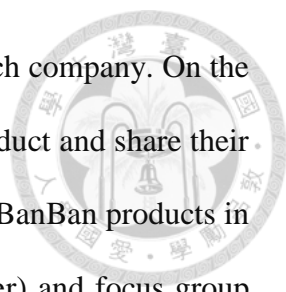 ch company. On the
duct and share their
BanBan products in
er) and focus group